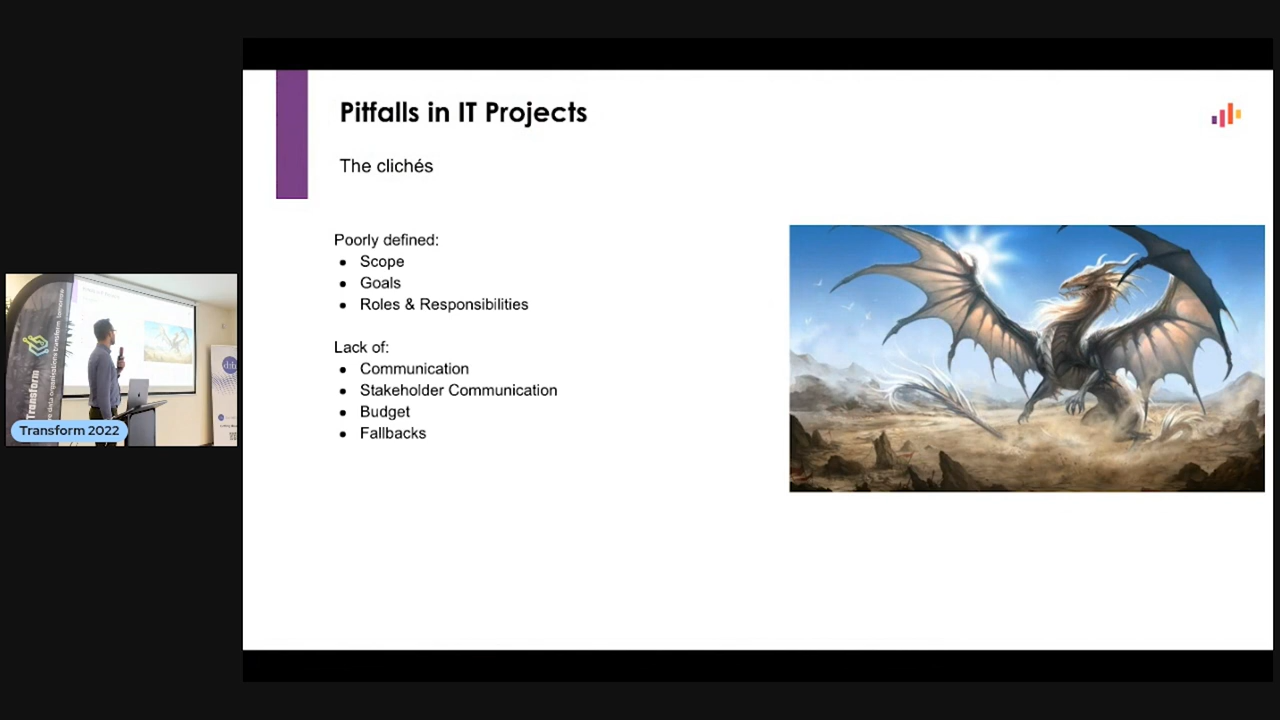 Pitfalls in IT Projects
The clichés
Poorly defined:
● Scope
● Goals
● Roles & Responsibilities
Lack of:
● Communication
● Stakeholder Communication
● Budget
● Fallbacks
Transform
Transform 2022